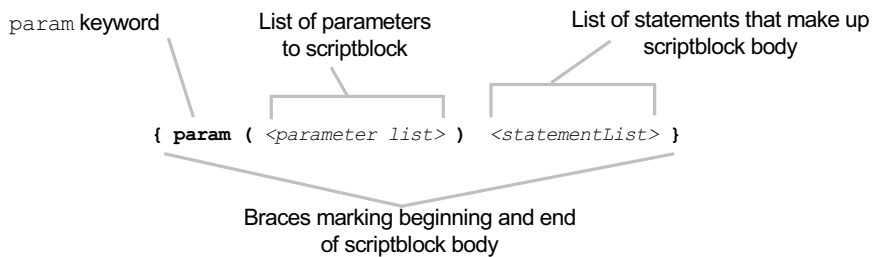 param keyword
List of parameters
to scriptblock
List of statements that make up
scriptblock body
{ param ( <parameter list> ) <statementList> }
Braces marking beginning and end
of scriptblock body